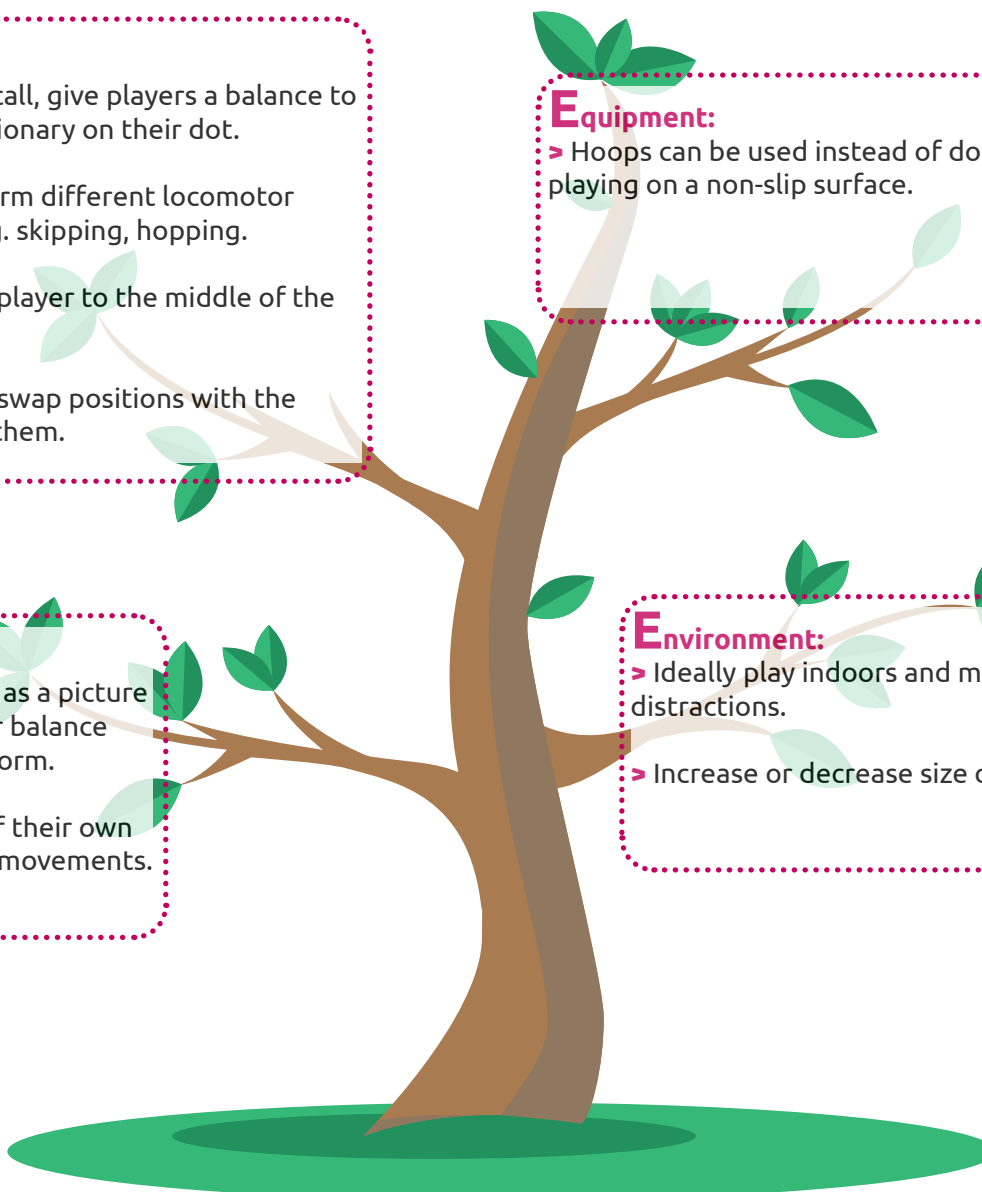 call, give players a balance to
ionary on their dot.
rm different locomotor
. skipping, hopping.
player to the middle of the
swap positions with the
them.
Equipment:
> Hoops can be used instead of do
playing on a non-slip surface.
as a picture
r balance
orm.
f their own
movements.
Environment:
> Ideally play indoors and m
distractions.
> Increase or decrease size o